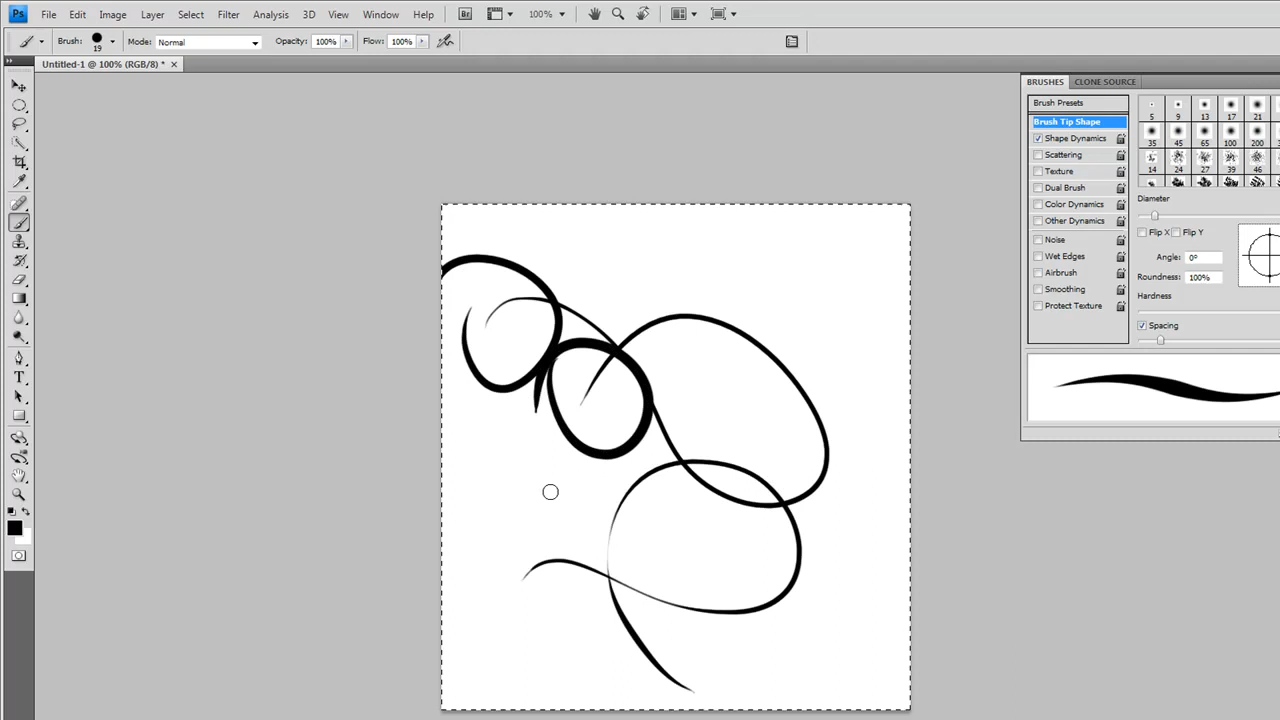 Ps File Edit Image Layer Select Filter Analysis 3D View Window Help Br 100%
Brush: 19 Mode: Normal Opacity: 100% Flow: 100%
Untitled-1 @ 100% (RGB/8) *
BRUSHES CLONE SOURCE
Brush Presets
Brush Tip Shape
Shape Dynamics
Scattering
Texture
Dual Brush
Color Dynamics
Other Dynamics
Noise
Wet Edges
Airbrush
Smoothing
Protect Texture
5 9 13 17 21
35 45 65 100 200
14 24 27 39 46
Diameter
Flip X Flip Y
Angle: 0º
Roundness: 100%
Hardness
Spacing
T